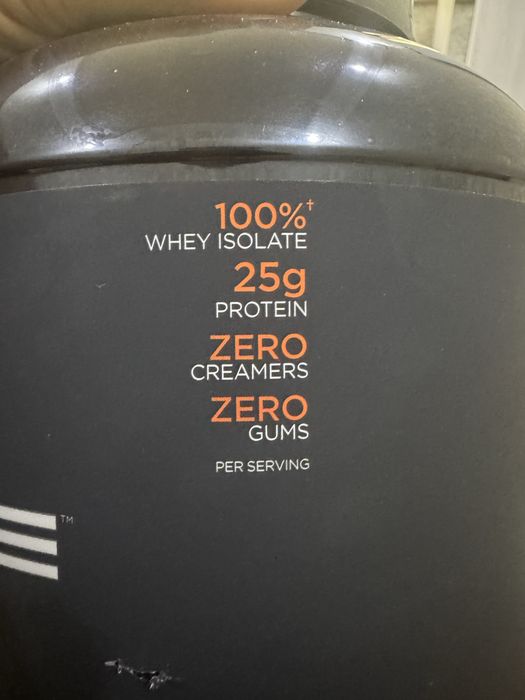 100%†
WHEY ISOLATE
25g
PROTEIN
ZERO
CREAMERS
ZERO
GUMS
PER SERVING
™